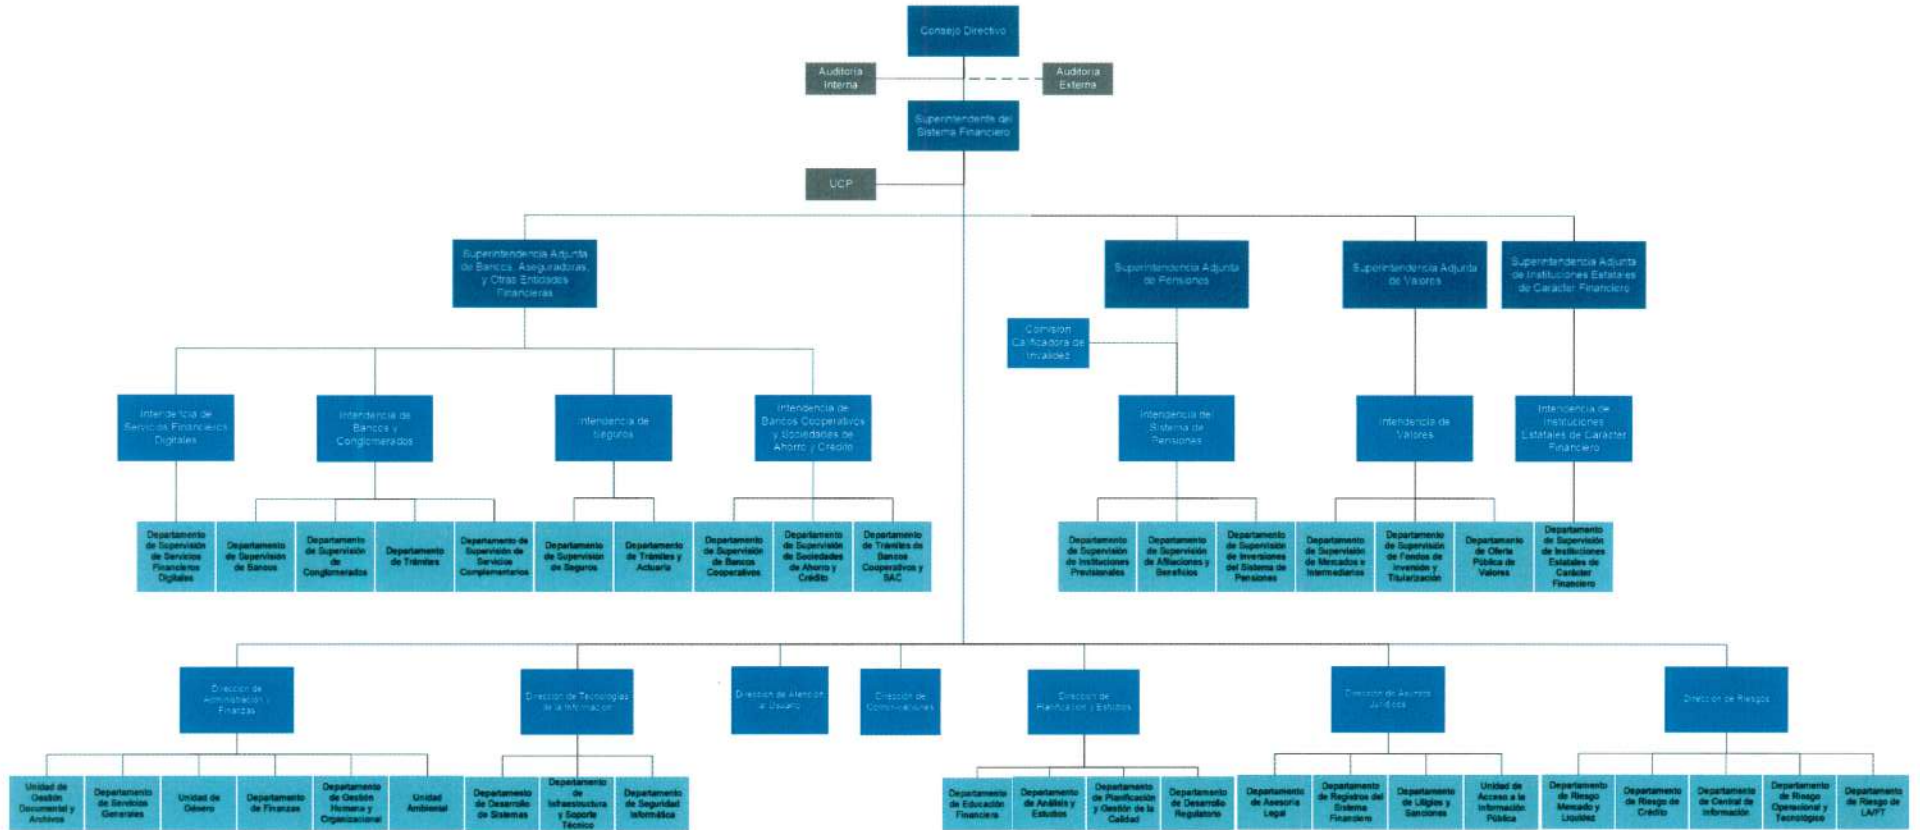 Consejo Directivo
Auditoria
Interna
Auditoria
Externa
Superintendente del
Sistema Financiero
UCP
Superintendencia Adjunta
de Bancos, Aseguradoras,
y Otras Entidades
Financieras
Superintendencia Adjunta
de Pensiones
Superintendencia Adjunta
de Valores
Superintendencia Adjunta
de Instituciones Estatales
de Carácter Financiero
Comisión
Calificadora de
Invalidez
Intendencia de
Servicios Financieros
Digitales
Intendencia de
Bancos y
Conglomerados
Intendencia de
Seguros
Intendencia de
Bancos Cooperativos
y Sociedades de
Ahorro y Crédito
Intendencia del
Sistema de
Pensiones
Intendencia de
Valores
Intendencia de
Instituciones
Estatales de Carácter
Financiero
Departamento
de Supervisión
de Servicios
Financieros
Digitales
Departamento
de Supervisión
de Bancos
Departamento
de Supervisión
de
Conglomerados
Departamento
de Trámites
Departamento de
Supervisión de
Servicios
Complementarios
Departamento
de Supervisión
de Seguros
Departamento
de Trámites y
Actuaría
Departamento
de Supervisión
de Bancos
Cooperativos
Departamento
de Supervisión
de Sociedades
de Ahorro y
Crédito
Departamento
de Trámites de
Bancos
Cooperativos y
SAC
Departamento
de Supervisión
de Instituciones
Previsionales
Departamento
de Supervisión
de Afiliaciones y
Beneficios
Departamento
de Supervisión
de Inversiones
del Sistema de
Pensiones
Departamento
de Supervisión
de Mercados e
Intermediarios
Departamento
de Supervisión
de Fondos de
Inversión y
Titularización
Departamento
de Oferta
Pública de
Valores
Departamento
de Supervisión
de Instituciones
Estatales de
Carácter
Financiero
Dirección de
Administración y
Finanzas
Dirección de Tecnologías
de la Información
Dirección de Atención
al Usuario
Dirección de
Comunicaciones
Dirección de
Planificación y Estudios
Dirección de Asuntos
Jurídicos
Dirección de Riesgos
Unidad de
Gestión
Documental y
Archivos
Departamento
de Servicios
Generales
Unidad de
Género
Departamento
de Finanzas
Departamento
de Gestión
Humana y
Organizacional
Unidad
Ambiental
Departamento
de Desarrollo
de Sistemas
Departamento
de
Infraestructura
y Soporte
Técnico
Departamento
de Seguridad
Informática
Departamento
de Educación
Financiera
Departamento
de Análisis y
Estudios
Departamento
de Planificación
y Gestión de la
Calidad
Departamento
de Desarrollo
Regulatorio
Departamento
de Asesoría
Legal
Departamento
de Registros del
Sistema
Financiero
Departamento
de Litigios y
Sanciones
Unidad de
Acceso a la
Información
Pública
Departamento
de Riesgo
Mercado y
Liquidez
Departamento
de Riesgo de
Crédito
Departamento
de Central de
Información
Departamento
de Riesgo
Operacional y
Tecnológico
Departamento
de Riesgo de
LA/FT